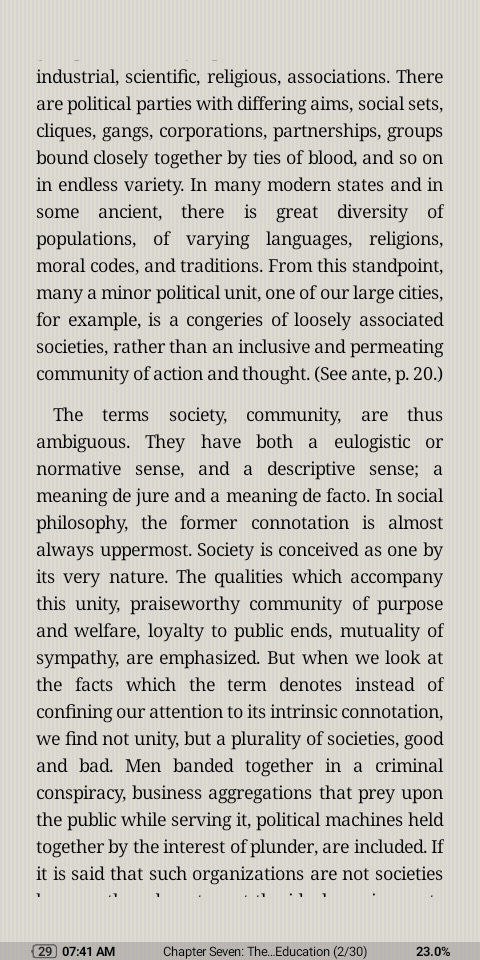 industrial, scientific, religious, associations. There
are political parties with differing aims, social sets,
cliques, gangs, corporations, partnerships, groups
bound closely together by ties of blood, and so on
in endless variety. In many modern states and in
some ancient, there is great diversity of
populations, of varying languages, religions,
moral codes, and traditions. From this standpoint,
many a minor political unit, one of our large cities,
for example, is a congeries of loosely associated
societies, rather than an inclusive and permeating
community of action and thought. (See ante, p. 20.)
The terms society, community, are thus
ambiguous. They have both a eulogistic or
normative sense, and a descriptive sense; a
meaning de jure and a meaning de facto. In social
philosophy, the former connotation is almost
always uppermost. Society is conceived as one by
its very nature. The qualities which accompany
this unity, praiseworthy community of purpose
and welfare, loyalty to public ends, mutuality of
sympathy, are emphasized. But when we look at
the facts which the term denotes instead of
confining our attention to its intrinsic connotation,
we find not unity, but a plurality of societies, good
and bad. Men banded together in a criminal
conspiracy, business aggregations that prey upon
the public while serving it, political machines held
together by the interest of plunder, are included. If
it is said that such organizations are not societies
29 07:41 AM Chapter Seven: The...Education (2/30) 23.0%